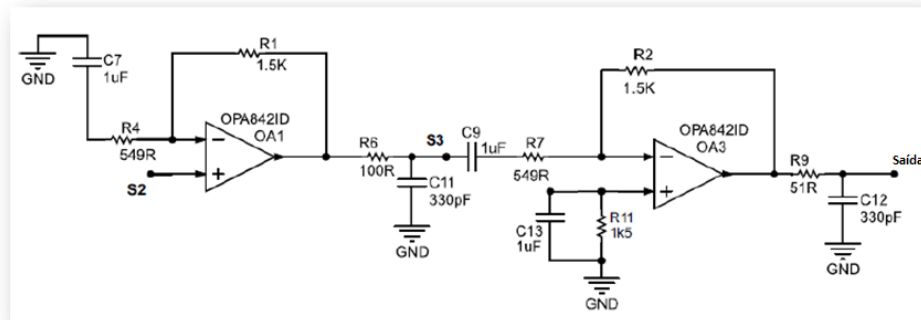 GND
C7
1uF
R4
549R
R1
1.5K
OPA842ID
OA1
S2
R6
100R
S3
C11
330pF
GND
C9
1uF
R7
549R
R2
1.5K
OPA842ID
OA3
C13
1uF
R11
1k5
GND
R9
51R
Saída
C12
330pF
GND